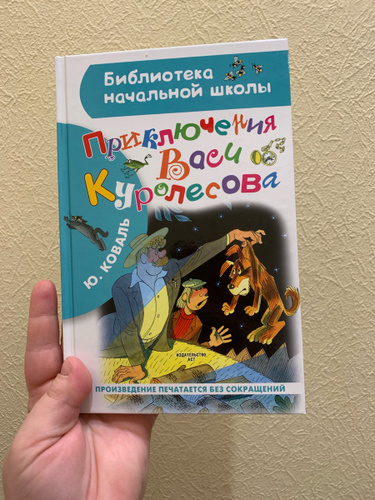 Библиотека
начальной школы
Приключения
Васи
Куролесова
Ю. КОВАЛЬ
ИЗДАТЕЛЬСТВО
АСТ
ПРОИЗВЕДЕНИЕ ПЕЧАТАЕТСЯ БЕЗ СОКРАЩЕНИЙ